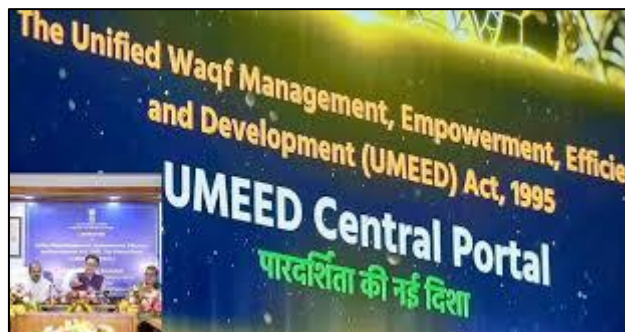 The Unified Waqf Management, Empowerment, Efficie
and Development (UMEED) Act, 1995
UMEED Central Portal
पारदर्शिता की नई दिशा